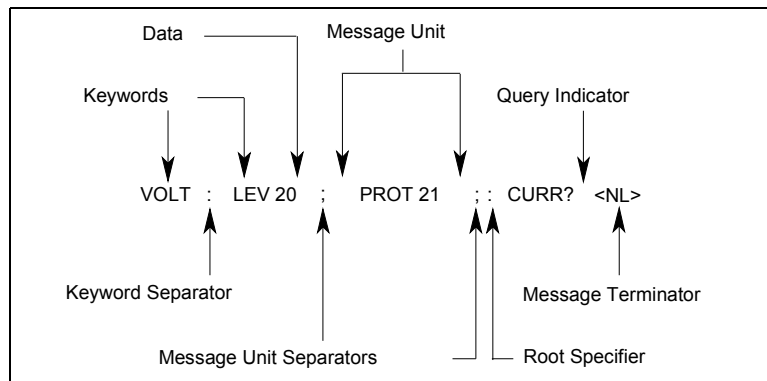 Data
Message Unit
Keywords
Query Indicator
VOLT : LEV 20 ; PROT 21 ; : CURR? <NL>
Keyword Separator
Message Terminator
Message Unit Separators
Root Specifier